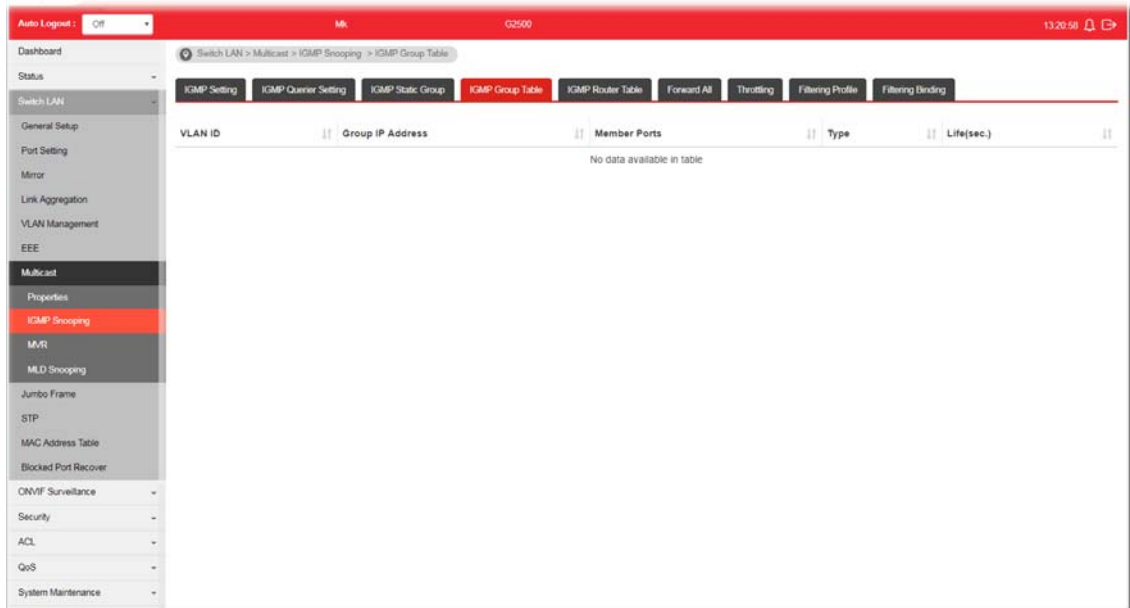 Auto Logout : Off Mk G2500 13:20:50
Dashboard
Status
Switch LAN
General Setup
Port Setting
Mirror
Link Aggregation
VLAN Management
EEE
Multicast
Properties
IGMP Snooping
MVR
MLD Snooping
Jumbo Frame
STP
MAC Address Table
Blocked Port Recover
ONVIF Surveillance
Security
ACL
QoS
System Maintenance
Switch LAN > Multicast > IGMP Snooping > IGMP Group Table
IGMP Setting IGMP Querier Setting IGMP Static Group IGMP Group Table IGMP Router Table Forward All Throttling Filtering Profile Filtering Binding
VLAN ID Group IP Address Member Ports Type Life(sec.)
No data available in table